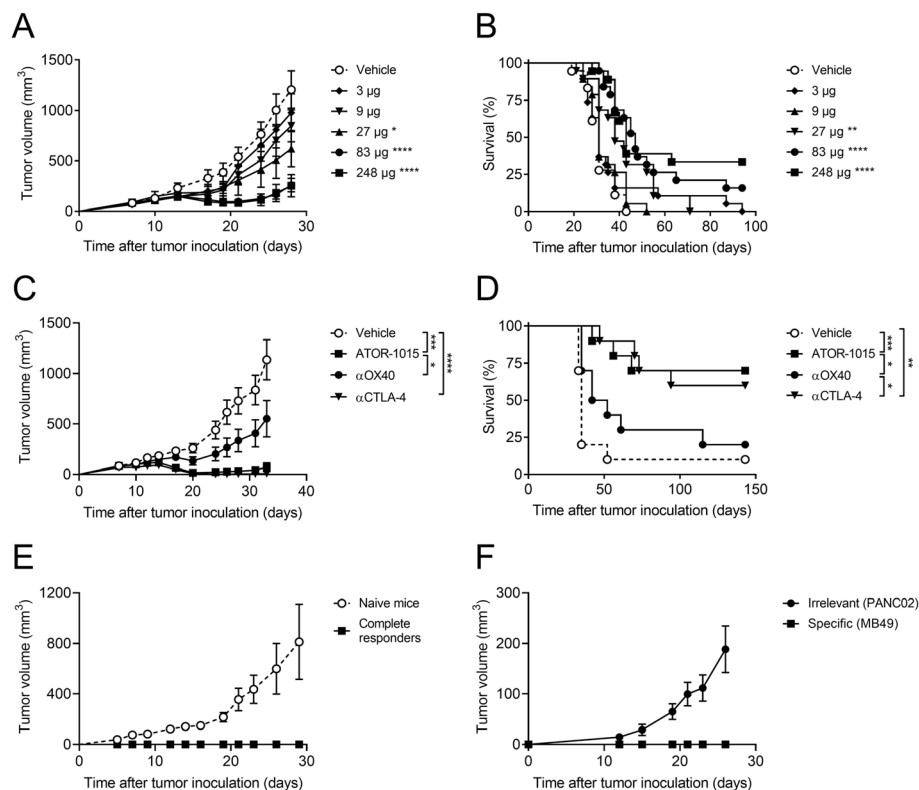 A
Tumor volume (mm³)
1500
1000
500
0
0
10
20
30
Time after tumor inoculation (days)
Vehicle
3 µg
9 µg
27 µg *
83 µg ****
248 µg ****
B
Survival (%)
100
75
50
25
0
0
20
40
60
80
100
Time after tumor inoculation (days)
Vehicle
3 µg
9 µg
27 µg **
83 µg ****
248 µg ****
C
Tumor volume (mm³)
1500
1000
500
0
0
10
20
30
40
Time after tumor inoculation (days)
Vehicle
ATOR-1015
αOX40
αCTLA-4
***
*
****
D
Survival (%)
100
75
50
25
0
0
50
100
150
Time after tumor inoculation (days)
Vehicle
ATOR-1015
αOX40
αCTLA-4
***
*
*
**
E
Tumor volume (mm³)
1200
800
400
0
0
10
20
30
Time after tumor inoculation (days)
Naive mice
Complete
responders
F
Tumor volume (mm³)
300
200
100
0
0
10
20
30
Time after tumor inoculation (days)
Irrelevant (PANC02)
Specific (MB49)